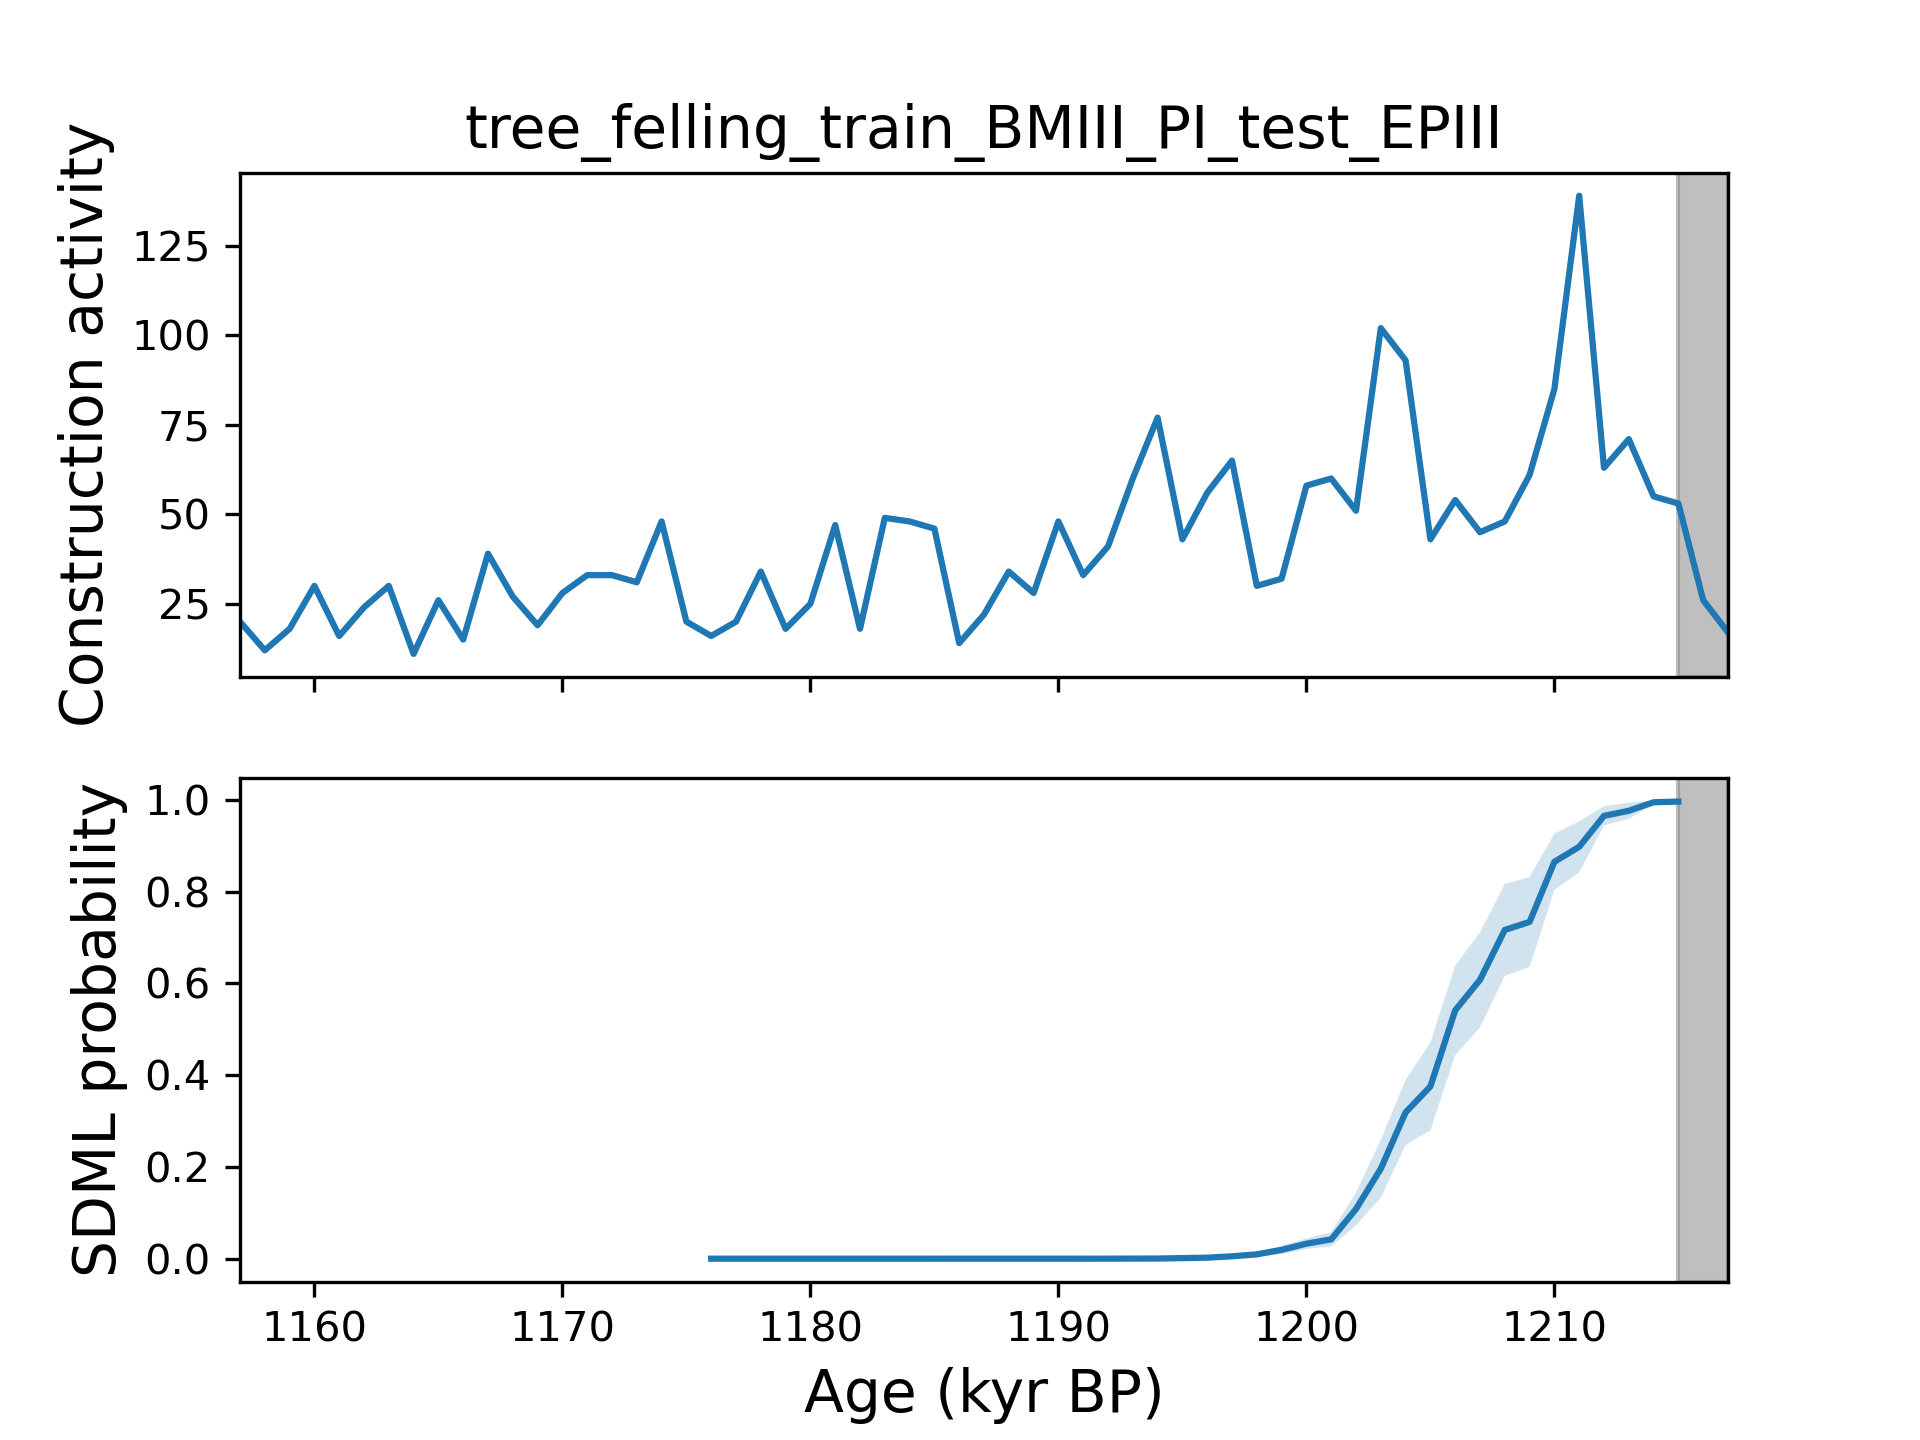 tree_felling_train_BMIII_PI_test_EPIII
Construction activity
125
100
75
50
25
SDML probability
1.0
0.8
0.6
0.4
0.2
0.0
1160 1170 1180 1190 1200 1210
Age (kyr BP)